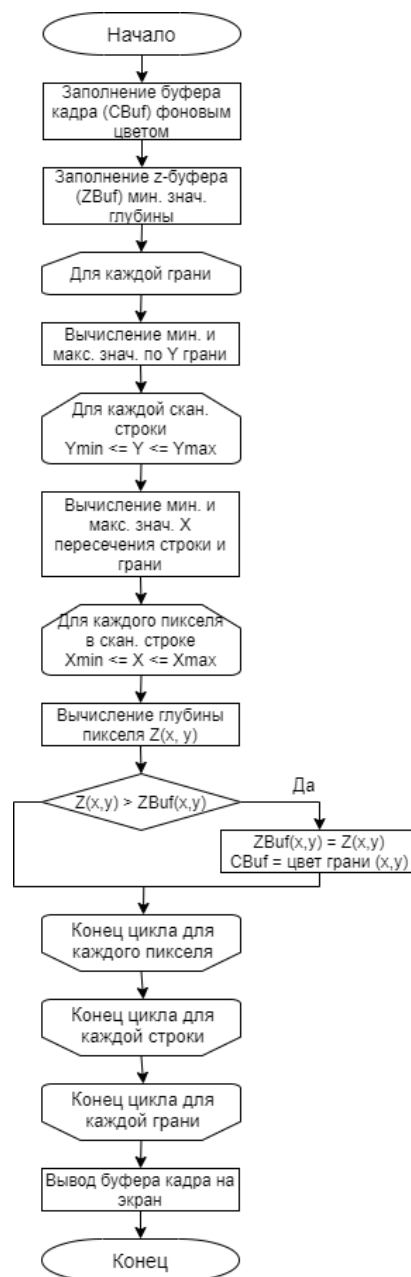 Начало
Заполнение буфера
кадра (CBuf) фоновым
цветом
Заполнение z-буфера
(ZBuf) мин. знач.
глубины
Для каждой грани
Вычисление мин. и
макс. знач. по Y грани
Для каждой скан.
строки
Ymin <= Y <= Ymax
Вычисление мин. и
макс. знач. X
пересечения строки и
грани
Для каждого пикселя
в скан. строке
Xmin <= X <= Xmax
Вычисление глубины
пикселя Z(x, y)
Z(x,y) > ZBuf(x,y)
Да
ZBuf(x,y) = Z(x,y)
CBuf = цвет грани (x,y)
Конец цикла для
каждого пикселя
Конец цикла для
каждой строки
Конец цикла для
каждой грани
Вывод буфера кадра на
экран
Конец